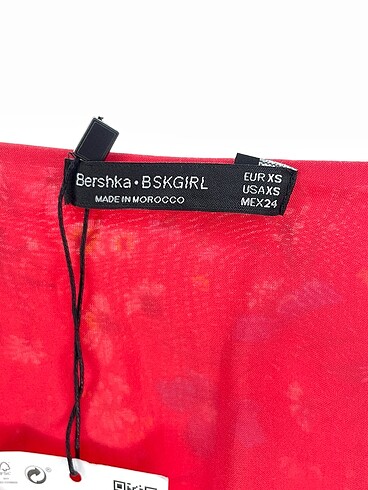 Bershka • BSKGIRL
MADE IN MOROCCO
EUR XS
USA XS
MEX 24